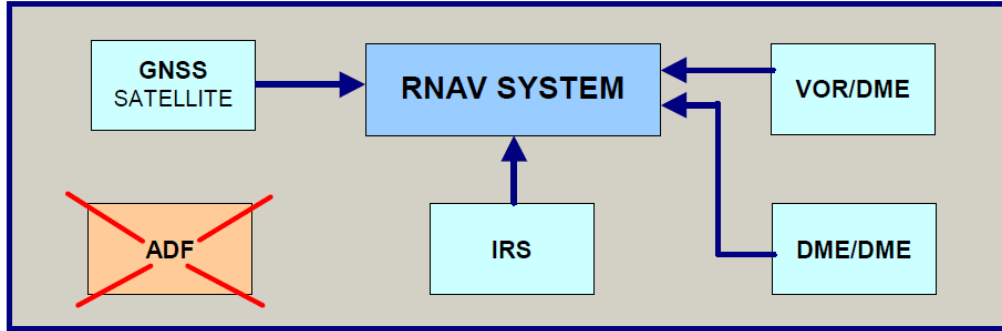 GNSS
SATELLITE
RNAV SYSTEM
VOR/DME
ADF
IRS
DME/DME